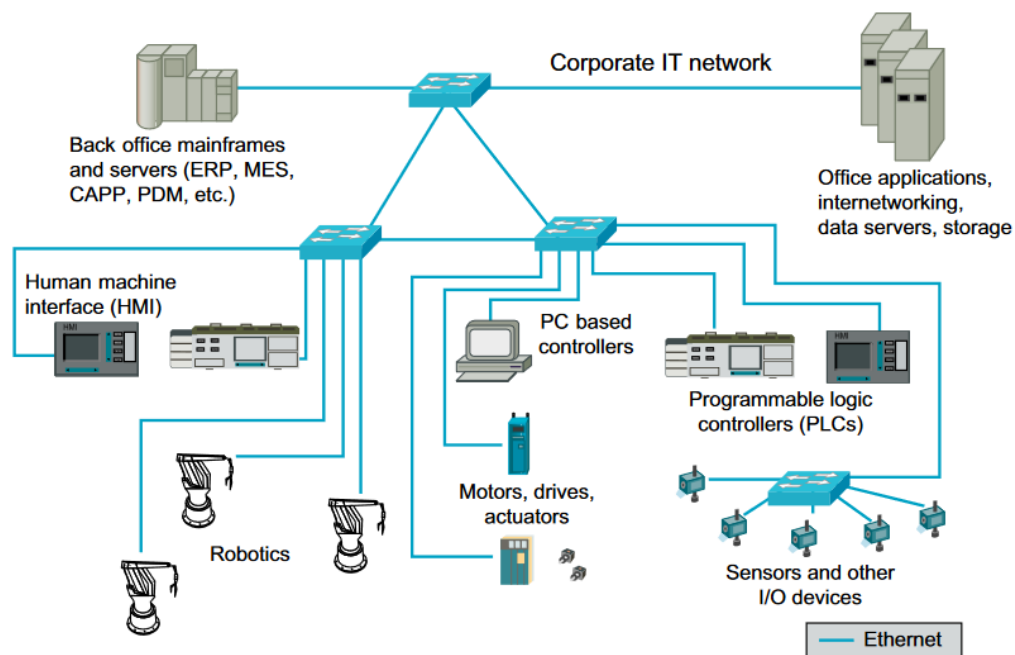 Corporate IT network
Back office mainframes
and servers (ERP, MES,
CAPP, PDM, etc.)
Office applications,
internetworking,
data servers, storage
Human machine
interface (HMI)
HMI
PC based
controllers
HMI
Programmable logic
controllers (PLCs)
Motors, drives,
actuators
Robotics
Sensors and other
I/O devices
Ethernet